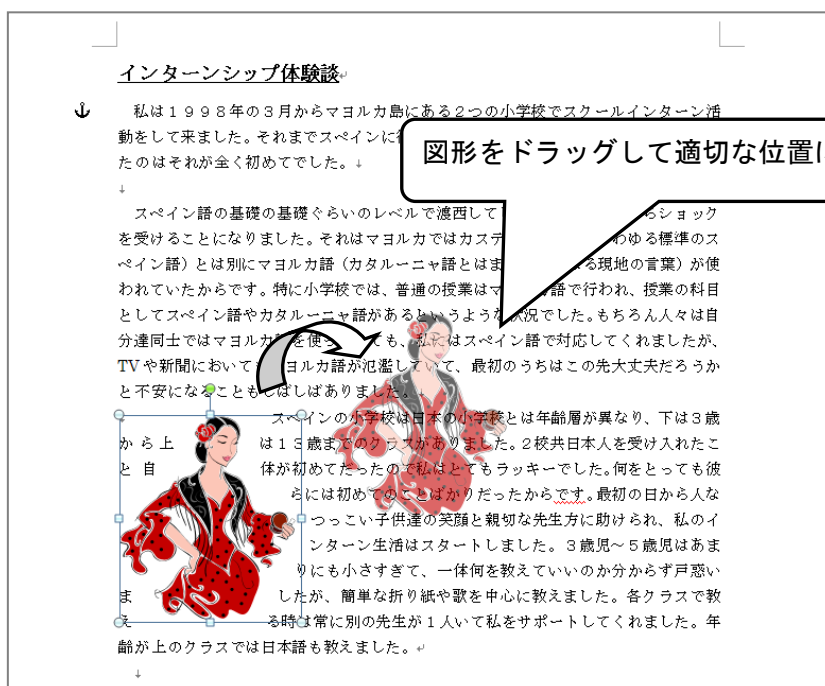 インターンシップ体験談
私は1998年の3月からマヨルカ島にある2つの小学校でスクールインターン活
動をして来ました。それまでスペインに
たのはそれが全く初めてでした。
図形をドラッグして適切な位置に
スペイン語の基礎の基礎ぐらいのレベルで渡西して らショック
を受けることになりました。それはマヨルカではカステ わゆる標準のス
ペイン語）とは別にマヨルカ語（カタルーニャ語とはま る現地の言葉）が使
われていたからです。特に小学校では、普通の授業はマ 語で行われ、授業の科目
としてスペイン語やカタルーニャ語があるというような状況でした。もちろん人々は自
分達同士ではマヨルカ を使 ても、私にはスペイン語で対応してくれましたが、
TVや新聞において ヨルカ語が氾濫していて、最初のうちはこの先大丈夫だろうか
と不安になることもしばしばありました。
スペインの小学校は日本の小学校とは年齢層が異なり、下は3歳
から上 は13歳までのクラスがありました。2校共日本人を受け入れたこ
と自 体が初めてだったので私はとてもラッキーでした。何をとっても彼
らには初めてのことばかりだったからです。最初の日から人な
つっこい子供達の笑顔と親切な先生方に助けられ、私のイ
ンターン生活はスタートしました。3歳児～5歳児はあま
りにも小さすぎて、一体何を教えていいのか分からず戸惑い
ま したが、簡単な折り紙や歌を中心に教えました。各クラスで教
え る時は常に別の先生が1人いて私をサポートしてくれました。年
齢が上のクラスでは日本語も教えました。